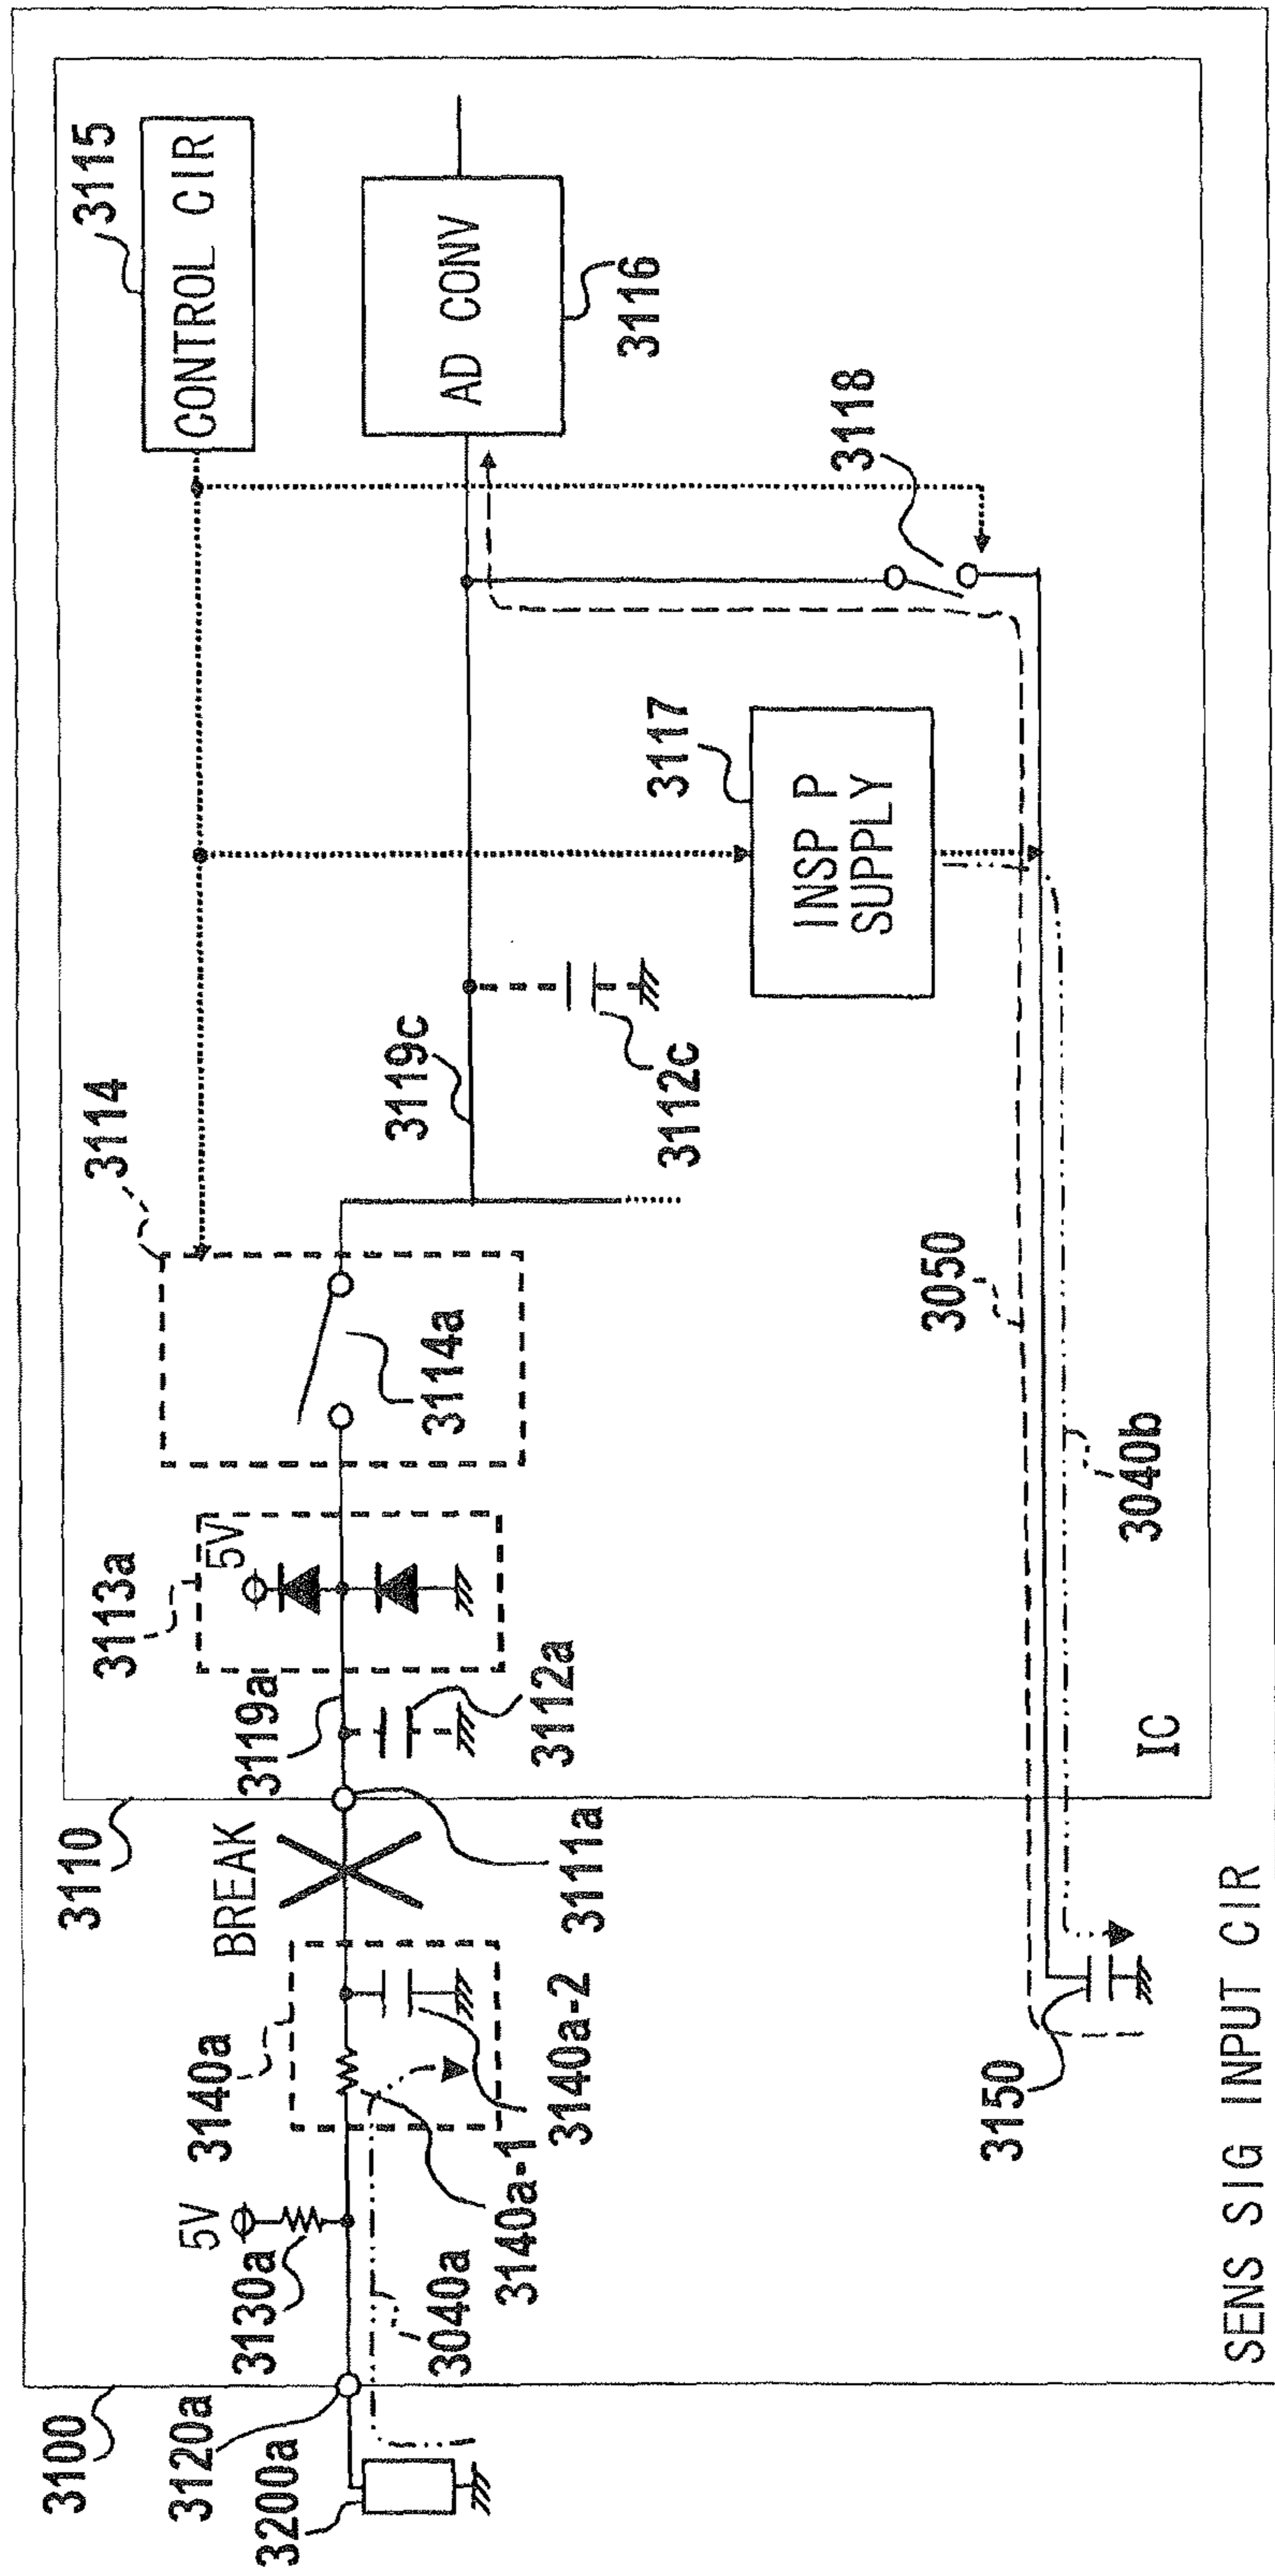 3100
3120a
3200a
5V
3130a
3040a
3140a
3140a-1
3140a-2
BREAK
3110
3111a
3119a
3112a
3113a
5V
3114
3114a
3119c
3112c
3115
CONTROL CIR
AD CONV
3116
3117
INSP P
SUPPLY
3118
3050
3040b
3150
IC
SENS SIG INPUT CIR